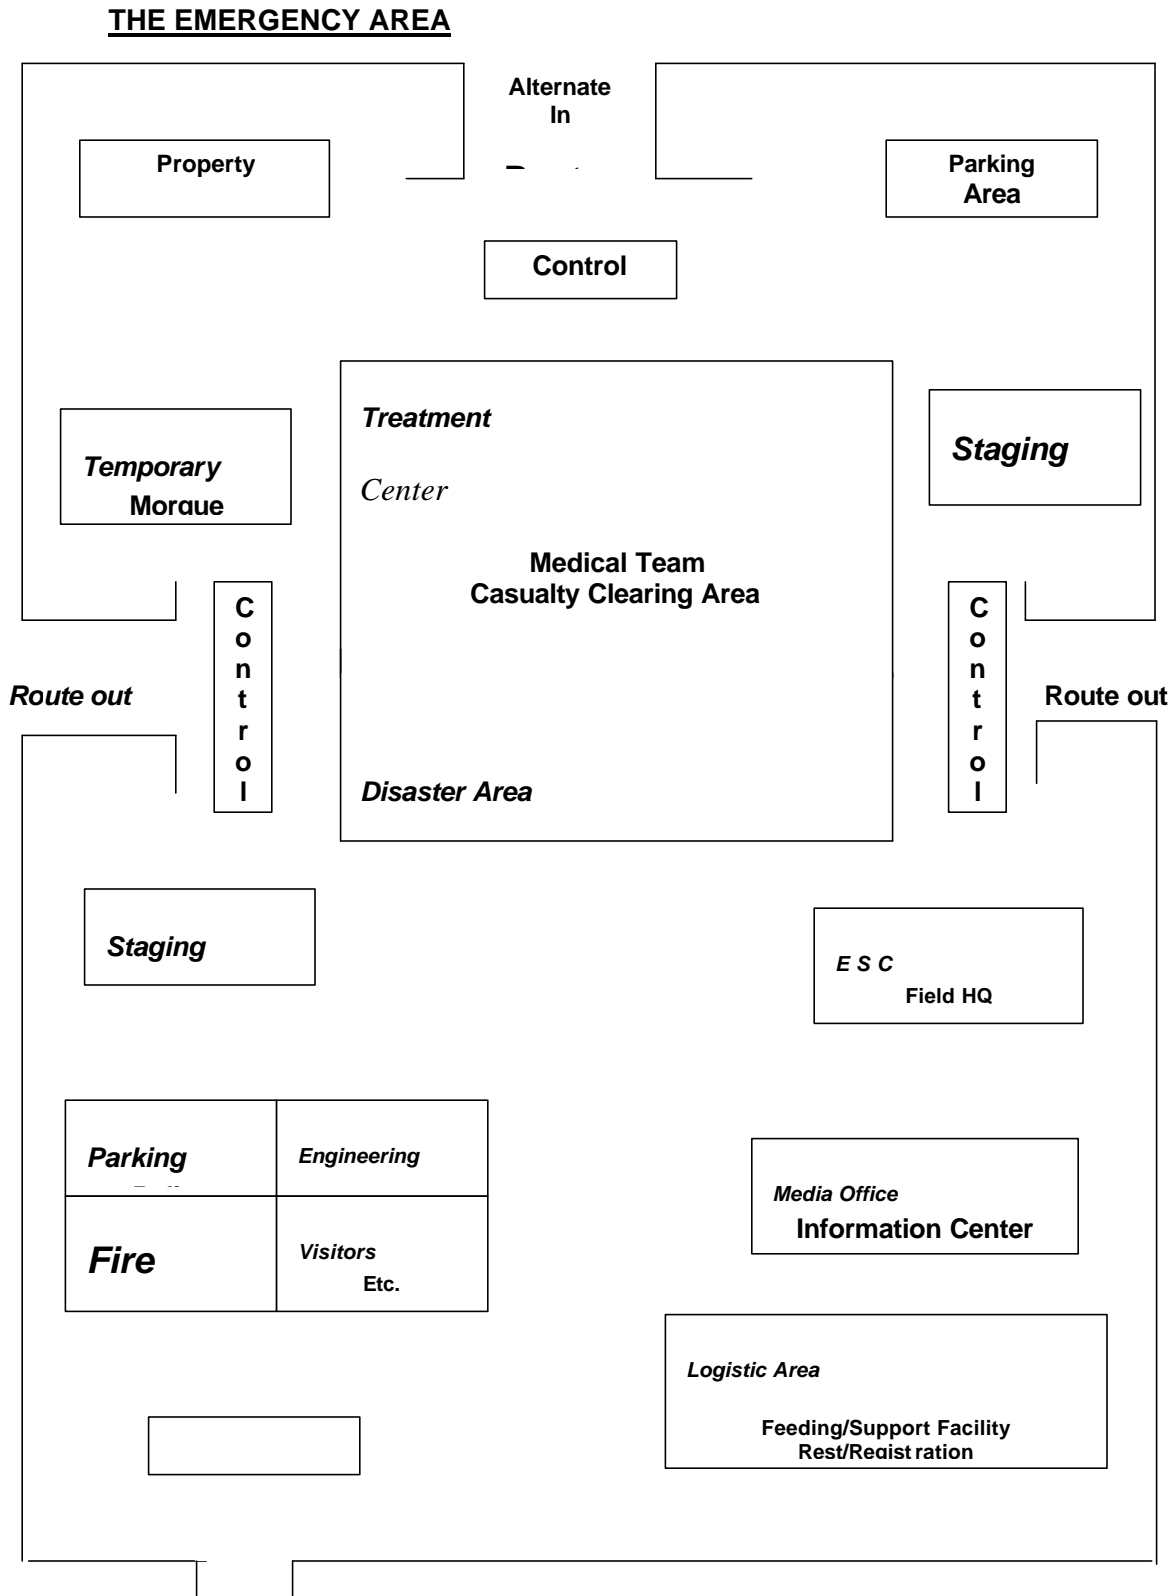 THE EMERGENCY AREA
Alternate
In
Property
Parking
Area
Control
Treatment
Center
Temporary
Morgue
Staging
Medical Team
Casualty Clearing Area
Control
Control
Route out
Route out
Disaster Area
Staging
E S C
Field HQ
Parking
Engineering
Fire
Visitors
Etc.
Media Office
Information Center
Logistic Area
Feeding/Support Facility
Rest/Registration